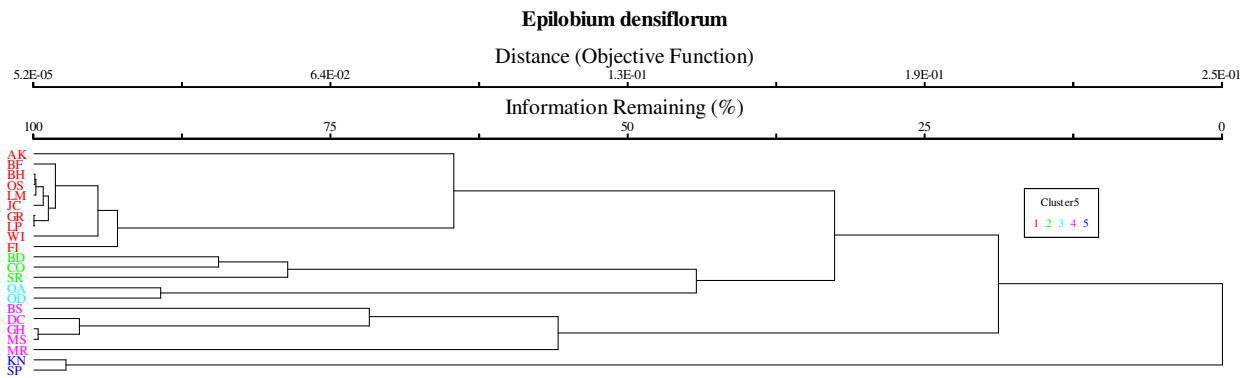 Epilobium densiflorum
Distance (Objective Function)
5.2E-05 6.4E-02 1.3E-01 1.9E-01 2.5E-01
Information Remaining (%)
100 75 50 25 0
AK
BF
BH
OS
LM
JC
GR
LP
WI
FI
BD
CO
SR
OA
OD
BS
DC
GH
MS
MR
KN
SP
Cluster5
1 2 3 4 5